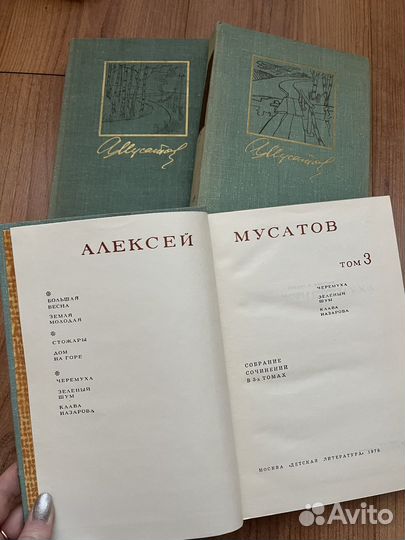 А.Мусатов
А.Мусатов
АЛЕКСЕЙ МУСАТОВ
ТОМ 3
БОЛЬШАЯ
ВЕСНА
ЗЕМЛЯ
МОЛОДАЯ
СТОЖАРЫ
ДОМ
НА ГОРЕ
ЧЕРЕМУХА
ЗЕЛЕНЫЙ
ШУМ
КЛАВА
НАЗАРОВА
ЧЕРЕМУХА
ЗЕЛЕНЫЙ
ШУМ
КЛАВА
НАЗАРОВА
СОБРАНИЕ
СОЧИНЕНИЙ
В 3-х ТОМАХ
МОСКВА «ДЕТСКАЯ ЛИТЕРАТУРА» 1978
Avito